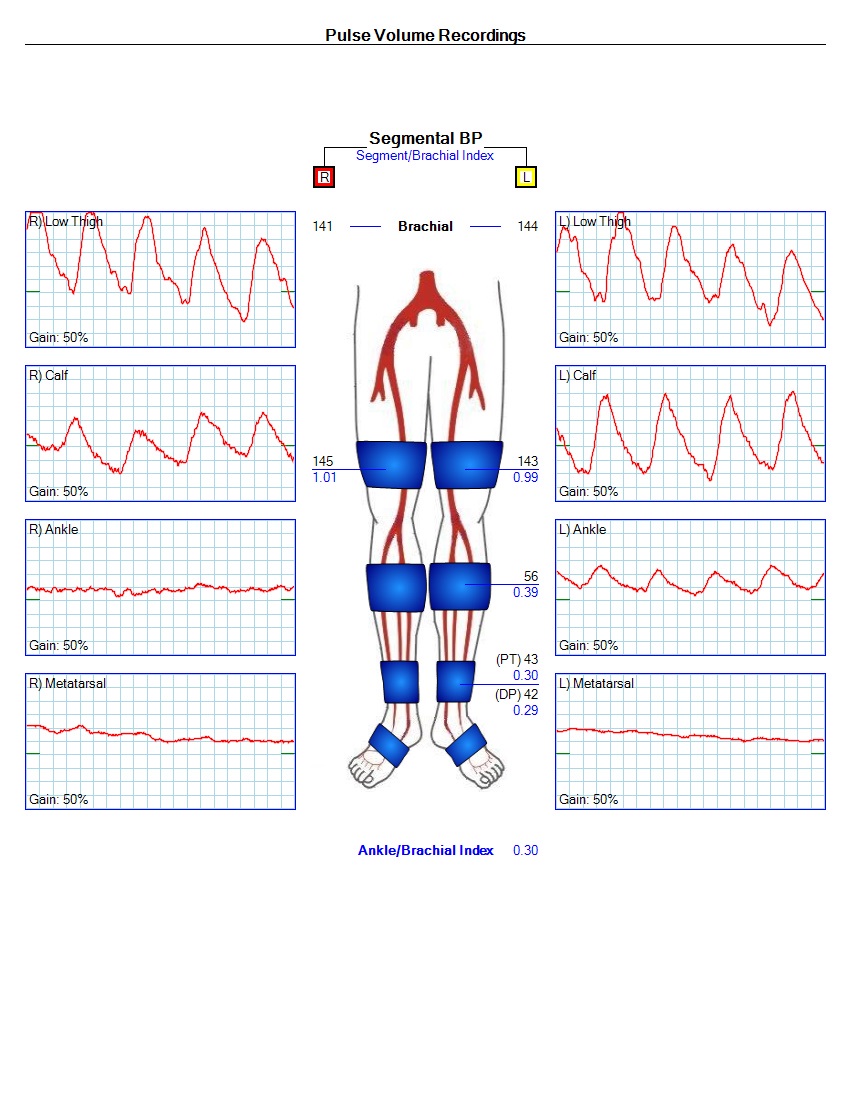 Pulse Volume Recordings
Segmental BP
Segment/Brachial Index
R
L
R) Low Thigh
Gain: 50%
141
Brachial
144
L) Low Thigh
Gain: 50%
R) Calf
Gain: 50%
145
1.01
143
0.99
L) Calf
Gain: 50%
R) Ankle
Gain: 50%
56
0.39
L) Ankle
Gain: 50%
R) Metatarsal
Gain: 50%
(PT) 43
0.30
(DP) 42
0.29
L) Metatarsal
Gain: 50%
Ankle/Brachial Index 0.30